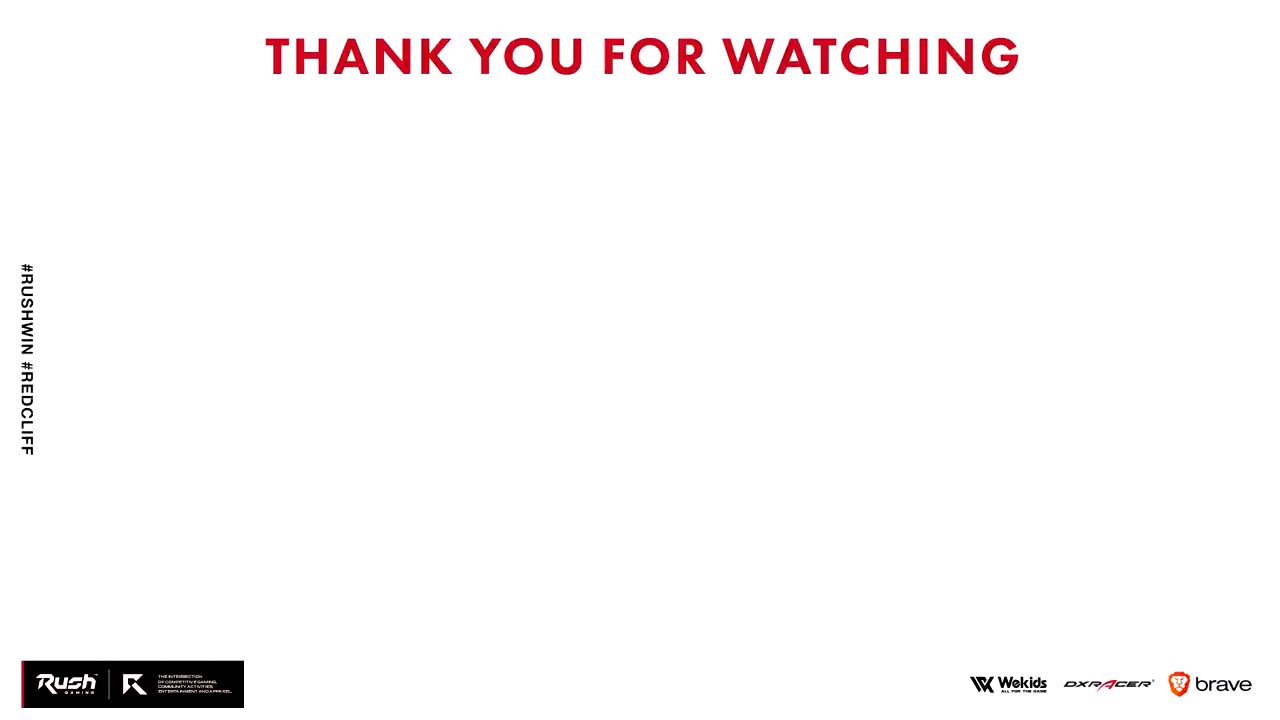 THANK YOU FOR WATCHING
#RUSHWIN #REDCLIFF
Rush
GAMING
THE INTERSECTION
OF COMPETITIVE GAMING,
COMMUNITY ACTIVITIES,
ENTERTAINMENT AND APPAREL.
Wekids
ALL FOR THE GAME
DXRACER
brave